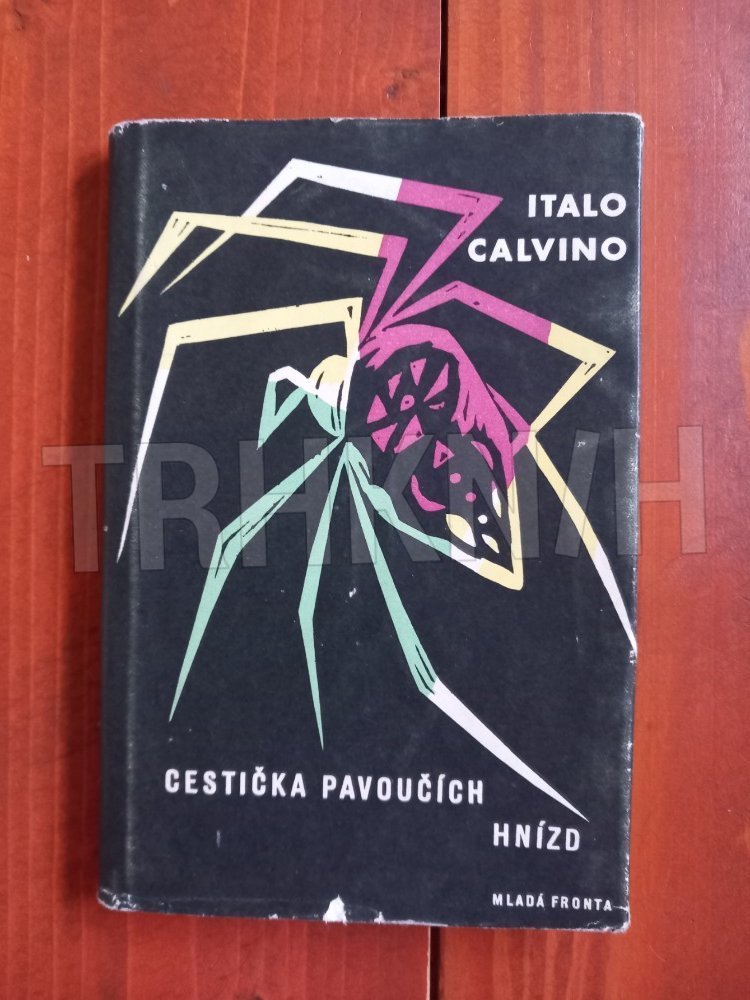 ITALO
CALVINO
TRHKNIH
CESTIČKA PAVOUČÍCH
HNÍZD
MLADÁ FRONTA